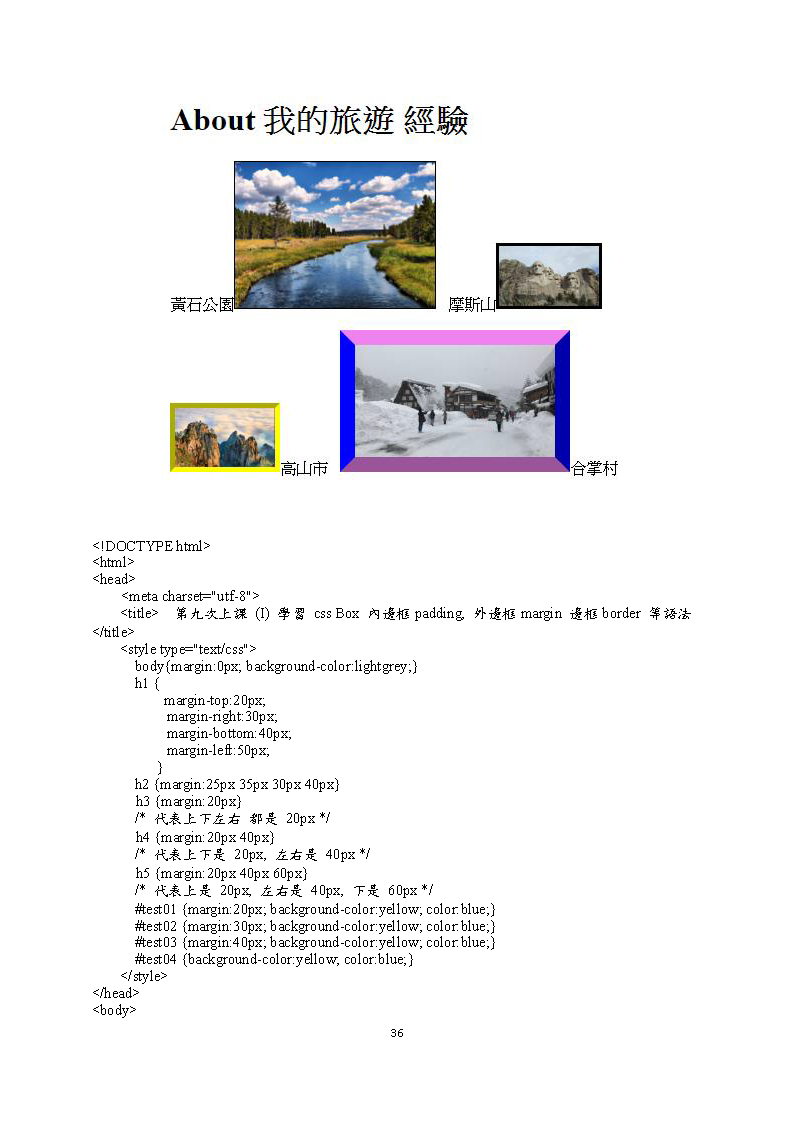 About 我的旅遊 經驗
黃石公園 摩斯山
高山市 合掌村
<!DOCTYPE html>
<html>
<head>
<meta charset="utf-8">
<title> 第九次上課 (I) 學習 css Box 內邊框 padding, 外邊框 margin 邊框 border 等語法
</title>
<style type="text/css">
body{margin:0px; background-color:lightgrey;}
h1 {
margin-top:20px;
margin-right:30px;
margin-bottom:40px;
margin-left:50px;
}
h2 {margin:25px 35px 30px 40px}
h3 {margin:20px}
/* 代表上下左右 都是 20px */
h4 {margin:20px 40px}
/* 代表上下是 20px, 左右是 40px */
h5 {margin:20px 40px 60px}
/* 代表上是 20px, 左右是 40px, 下是 60px */
#test01 {margin:20px; background-color:yellow; color:blue;}
#test02 {margin:30px; background-color:yellow; color:blue;}
#test03 {margin:40px; background-color:yellow; color:blue;}
#test04 {background-color:yellow; color:blue;}
</style>
</head>
<body>
36